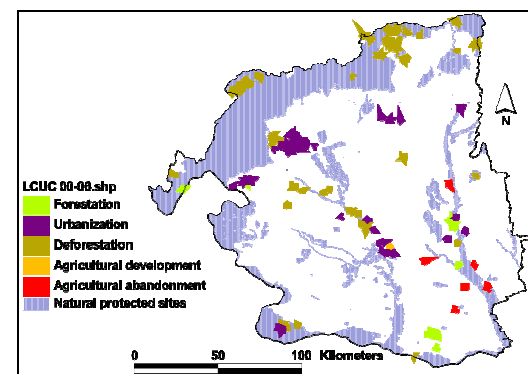 N
LCUC 00-06.shp
Forestation
Urbanization
Deforestation
Agricultural development
Agricultural abandonment
Natural protected sites
0 50 100 Kilometers